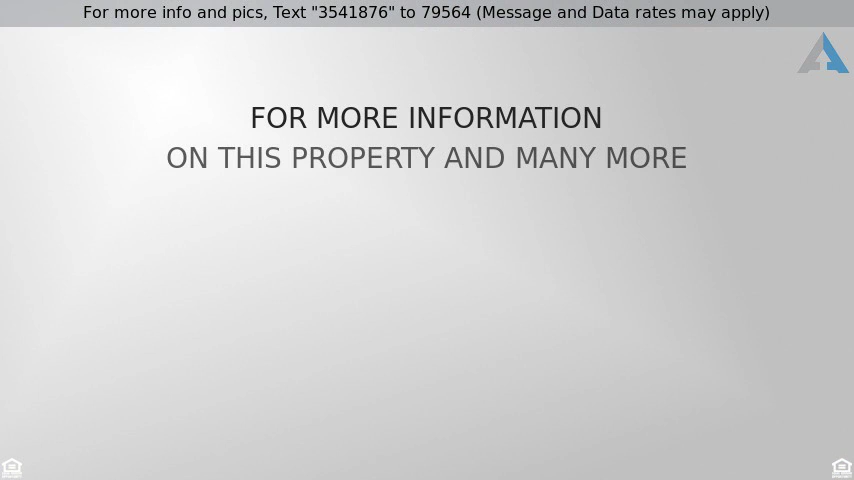 For more info and pics, Text "3541876" to 79564 (Message and Data rates may apply)
FOR MORE INFORMATION
ON THIS PROPERTY AND MANY MORE